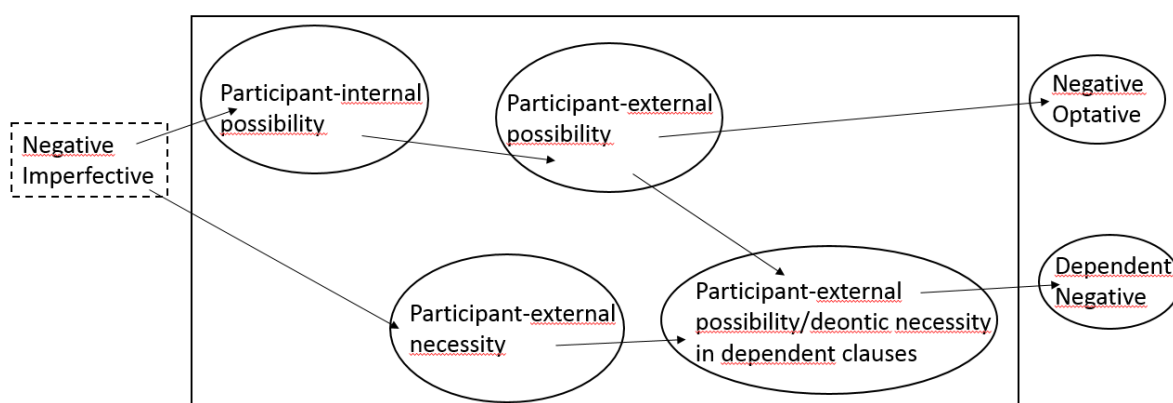 Negative
Imperfective
Participant-internal
possibility
Participant-external
possibility
Negative
Optative
Participant-external
necessity
Participant-external
possibility/deontic necessity
in dependent clauses
Dependent
Negative